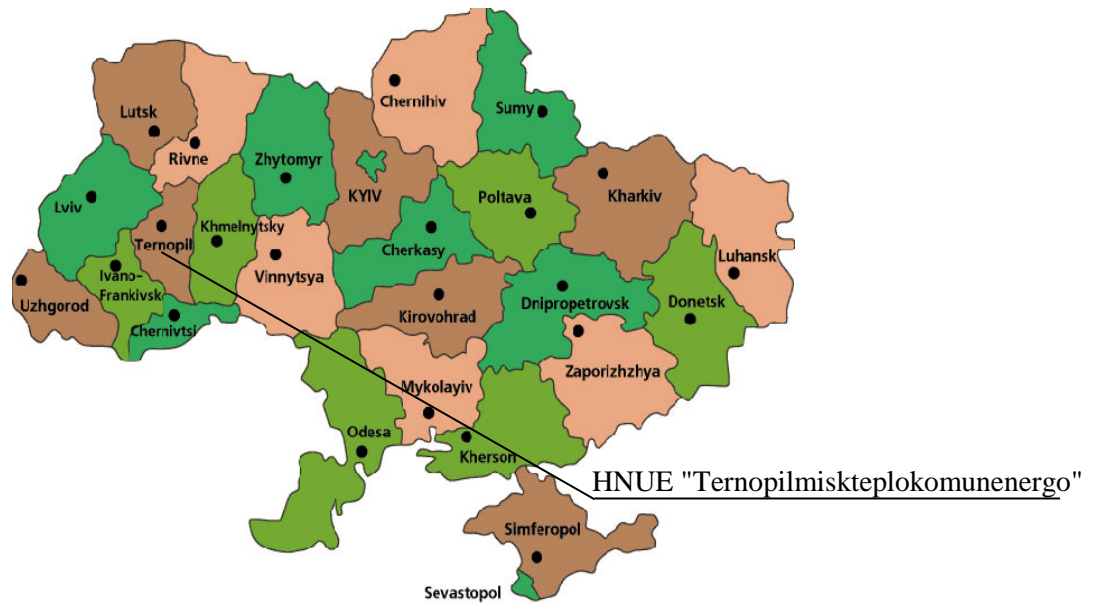 Chernihiv
Lutsk
Sumy
Rivne
Zhytomyr
KYIV
Poltava
Kharkiv
Lviv
Khmelnytsky
Ternopil
Cherkasy
Luhansk
Vinnytsya
Ivano-
Frankivsk
Uzhgorod
Dnipropetrovsk
Donetsk
Kirovohrad
Chernivtsi
Zaporizhzhya
Mykolayiv
Odesa
Kherson
HNUE "Ternopilmiskteplokomunenergo"
Simferopol
Sevastopol